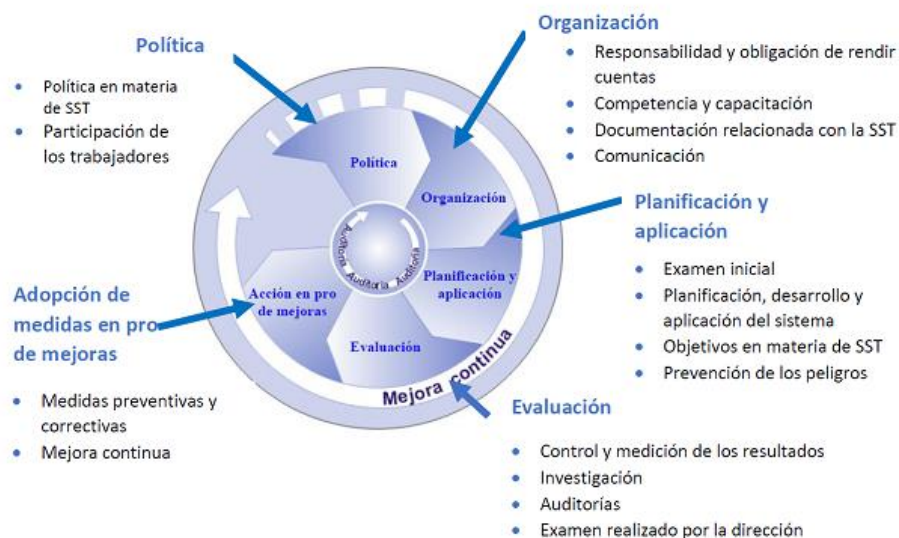 Política
• Política en materia
de SST
• Participación de
los trabajadores
Organización
• Responsabilidad y obligación de rendir
cuentas
• Competencia y capacitación
• Documentación relacionada con la SST
• Comunicación
Planificación y
aplicación
• Examen inicial
• Planificación, desarrollo y
aplicación del sistema
• Objetivos en materia de SST
• Prevención de los peligros
Evaluación
• Control y medición de los resultados
• Investigación
• Auditorías
• Examen realizado por la dirección
Adopción de
medidas en pro
de mejoras
• Medidas preventivas y
correctivas
• Mejora continua
Política
Organización
Planificación y
aplicación
Evaluación
Acción en pro
de mejoras
Auditoria Auditoria Auditoria
Mejora continua